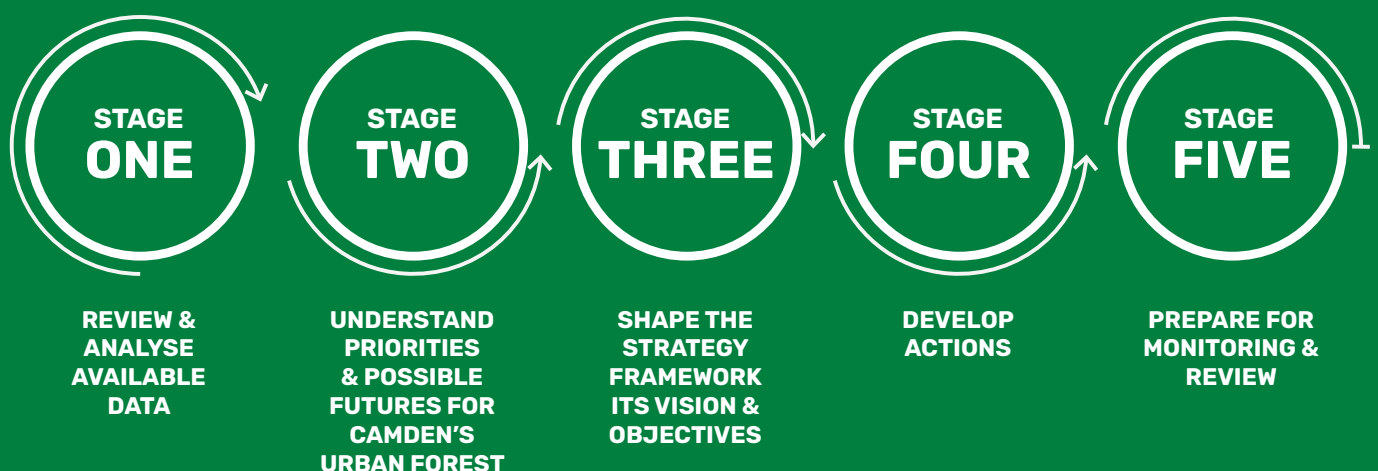 STAGE
ONE
REVIEW &
ANALYSE
AVAILABLE
DATA
STAGE
TWO
UNDERSTAND
PRIORITIES
& POSSIBLE
FUTURES FOR
CAMDEN'S
URBAN FOREST
STAGE
THREE
SHAPE THE
STRATEGY
FRAMEWORK
ITS VISION &
OBJECTIVES
STAGE
FOUR
DEVELOP
ACTIONS
STAGE
FIVE
PREPARE FOR
MONITORING &
REVIEW